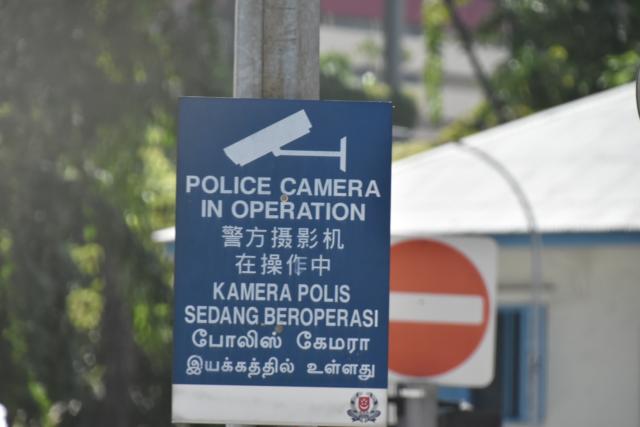 POLICE CAMERA
IN OPERATION
警方摄影机
在操作中
KAMERA POLIS
SEDANG BEROPERASI
போலிஸ் கேமரா
இயக்கத்தில் உள்ளது